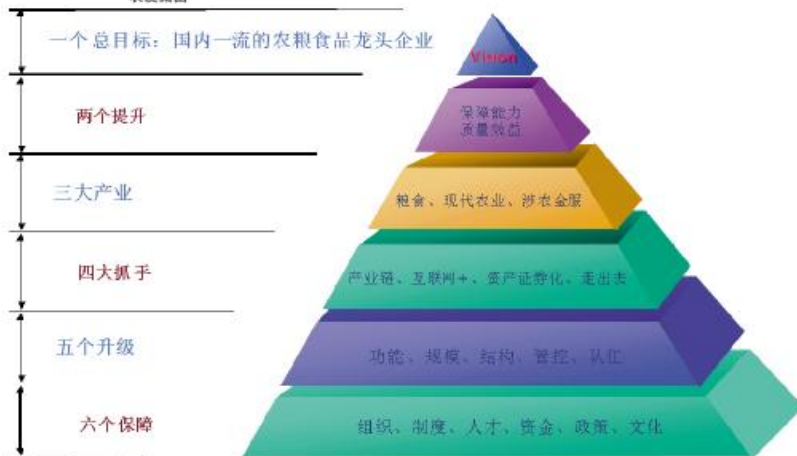 一个总目标：国内一流的农粮食品龙头企业
Vision
两个提升
保障能力
质量效益
三大产业
粮食、现代农业、涉农金服
四大抓手
产业链、互联网+、资产证券化、走出去
五个升级
功能、规模、结构、管控、队伍
六个保障
组织、制度、人才、资金、政策、文化